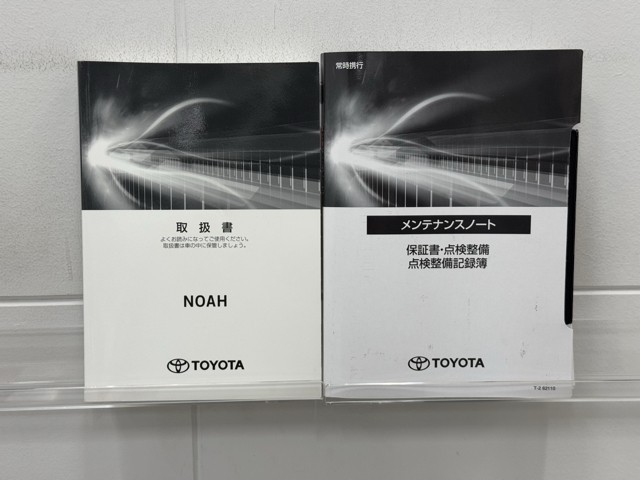 取扱書
よくお読みになってご使用ください。
取扱書は車の中に保管しましょう。
NOAH
TOYOTA
常時携行
メンテナンスノート
保証書・点検整備
点検整備記録簿
TOYOTA